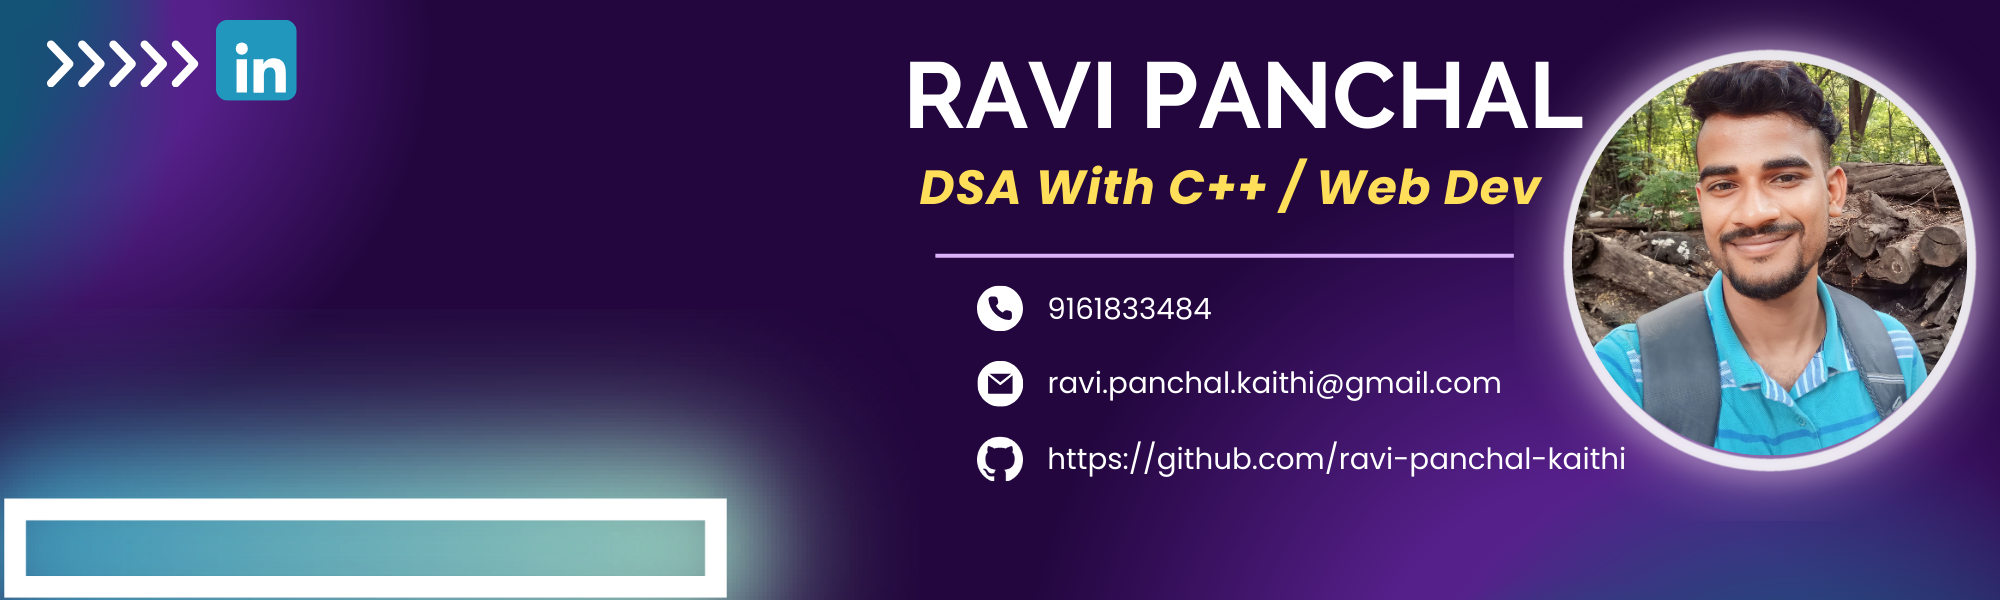 in
RAVI PANCHAL
DSA With C++ / Web Dev
9161833484
ravi.panchal.kaithi@gmail.com
https://github.com/ravi-panchal-kaithi